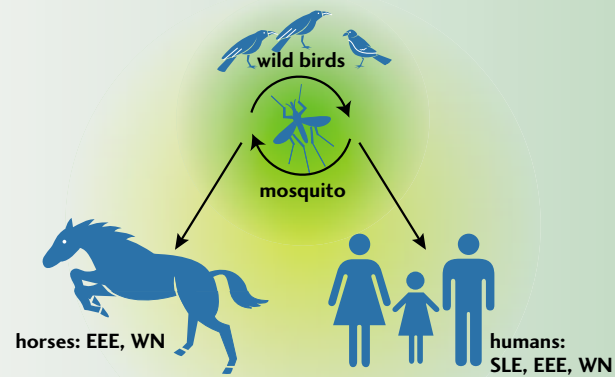 wild birds
mosquito
horses: EEE, WN
humans:
SLE, EEE, WN